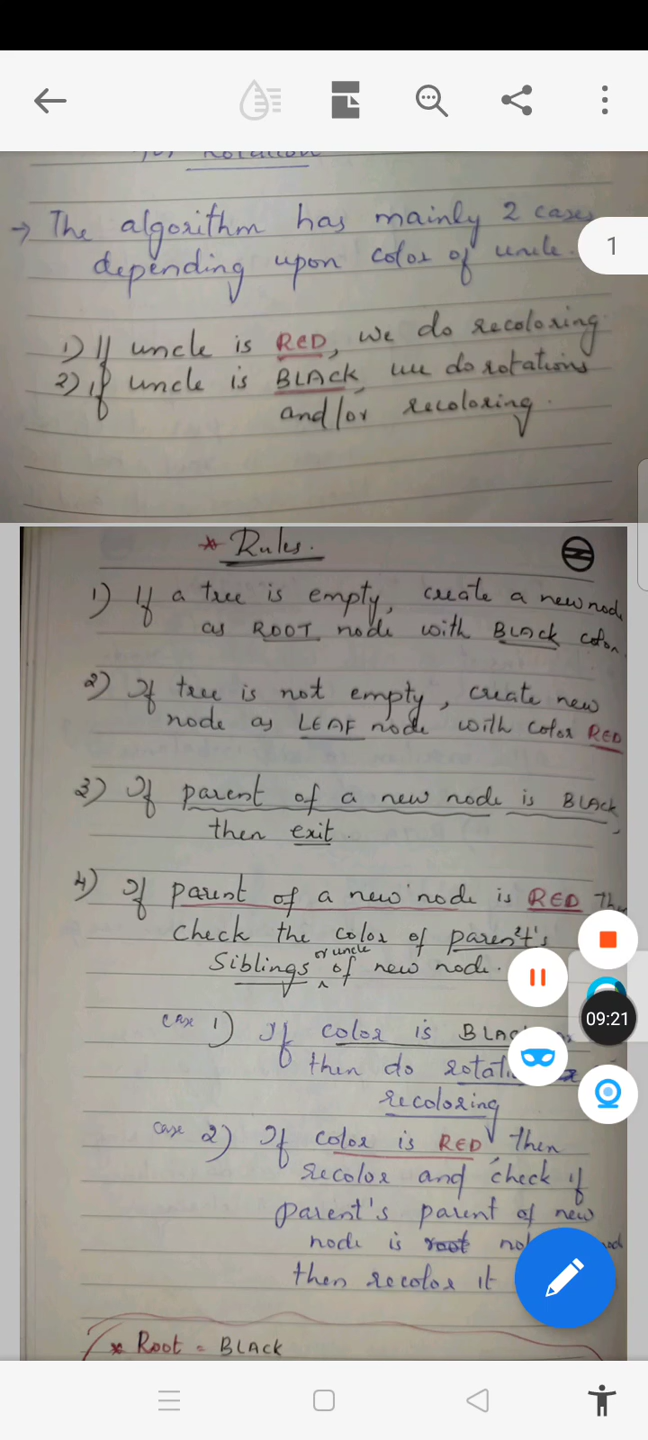 for Rotation
1
→ The algorithm has mainly 2 cases
depending upon color of uncle.
1) If uncle is RED, we do recoloring
2) if uncle is BLACK, we do rotations
and/or recoloring.
* Rules.
1) If a tree is empty, create a new node
as ROOT node with BLACK color
2) If tree is not empty, create new
node as LEAF node with color RED
3) If parent of a new node is BLACK,
then exit.
4) If parent of a new node is RED
check the color of parent's
or uncle
Siblings of new node.
09:21
case 1) If color is
then do
recoloring
case 2) If color is RED then
recolor and check if
parent's parent of new
node is
then recolor it
* Root = BLACK